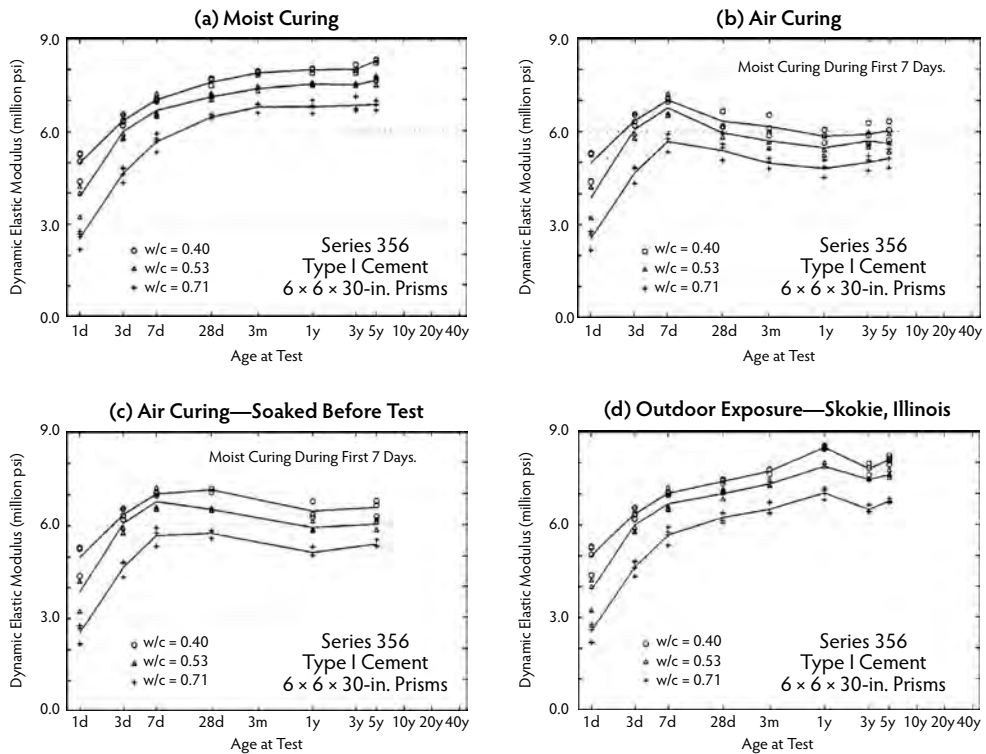 (a) Moist Curing
Dynamic Elastic Modulus (million psi)
9.0
6.0
3.0
0.0
w/c = 0.40
w/c = 0.53
w/c = 0.71
Series 356
Type I Cement
6 × 6 × 30-in. Prisms
1d 3d 7d 28d 3m 1y 3y 5y 10y 20y 40y
Age at Test
(b) Air Curing
Dynamic Elastic Modulus (million psi)
9.0
6.0
3.0
0.0
Moist Curing During First 7 Days.
w/c = 0.40
w/c = 0.53
w/c = 0.71
Series 356
Type I Cement
6 × 6 × 30-in. Prisms
1d 3d 7d 28d 3m 1y 3y 5y 10y 20y 40y
Age at Test
(c) Air Curing—Soaked Before Test
Dynamic Elastic Modulus (million psi)
9.0
6.0
3.0
0.0
Moist Curing During First 7 Days.
w/c = 0.40
w/c = 0.53
w/c = 0.71
Series 356
Type I Cement
6 × 6 × 30-in. Prisms
1d 3d 7d 28d 3m 1y 3y 5y 10y 20y 40y
Age at Test
(d) Outdoor Exposure—Skokie, Illinois
Dynamic Elastic Modulus (million psi)
9.0
6.0
3.0
0.0
w/c = 0.40
w/c = 0.53
w/c = 0.71
Series 356
Type I Cement
6 × 6 × 30-in. Prisms
1d 3d 7d 28d 3m 1y 3y 5y 10y 20y 40y
Age at Test